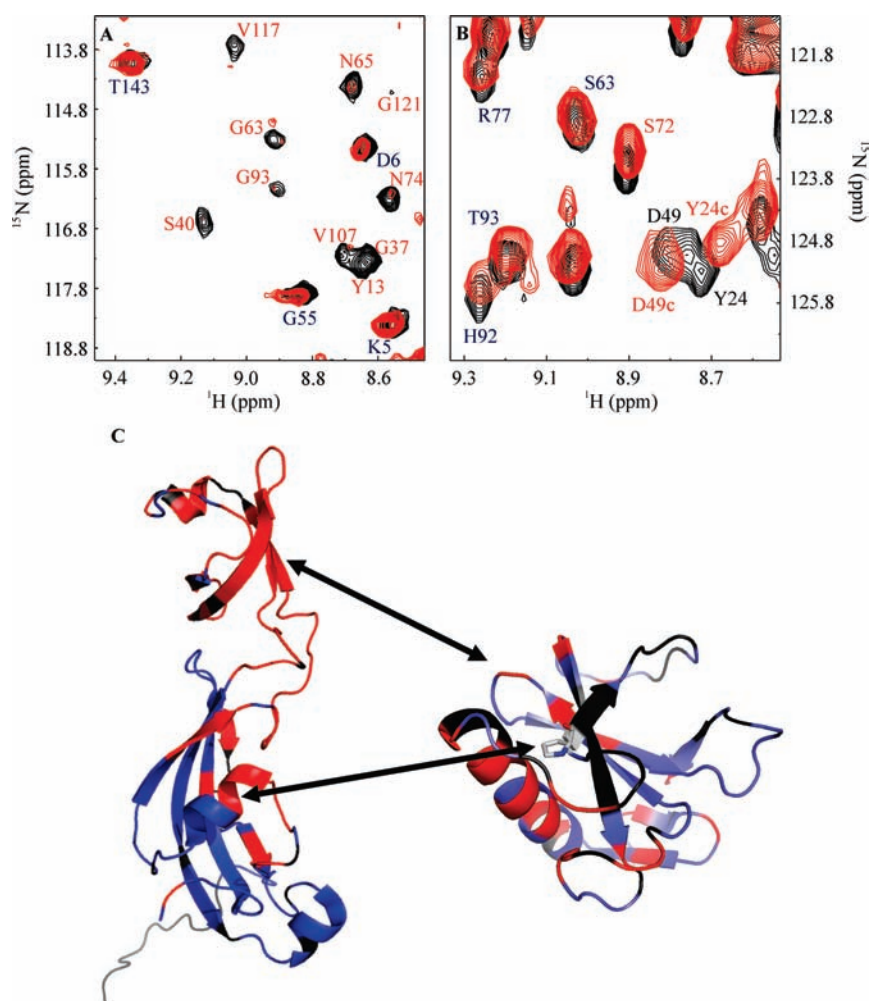 A
B
V117
N65
T143
G121
G63
D6
G93
N74
S40
V107
G37
Y13
G55
K5
113.8
114.8
115.8
116.8
117.8
118.8
¹⁵N (ppm)
9.4
9.2
9.0
8.8
8.6
¹H (ppm)
S63
R77
S72
T93
D49
Y24c
D49c
Y24
H92
121.8
122.8
123.8
124.8
125.8
¹⁵N (ppm)
9.3
9.1
8.9
8.7
¹H (ppm)
C